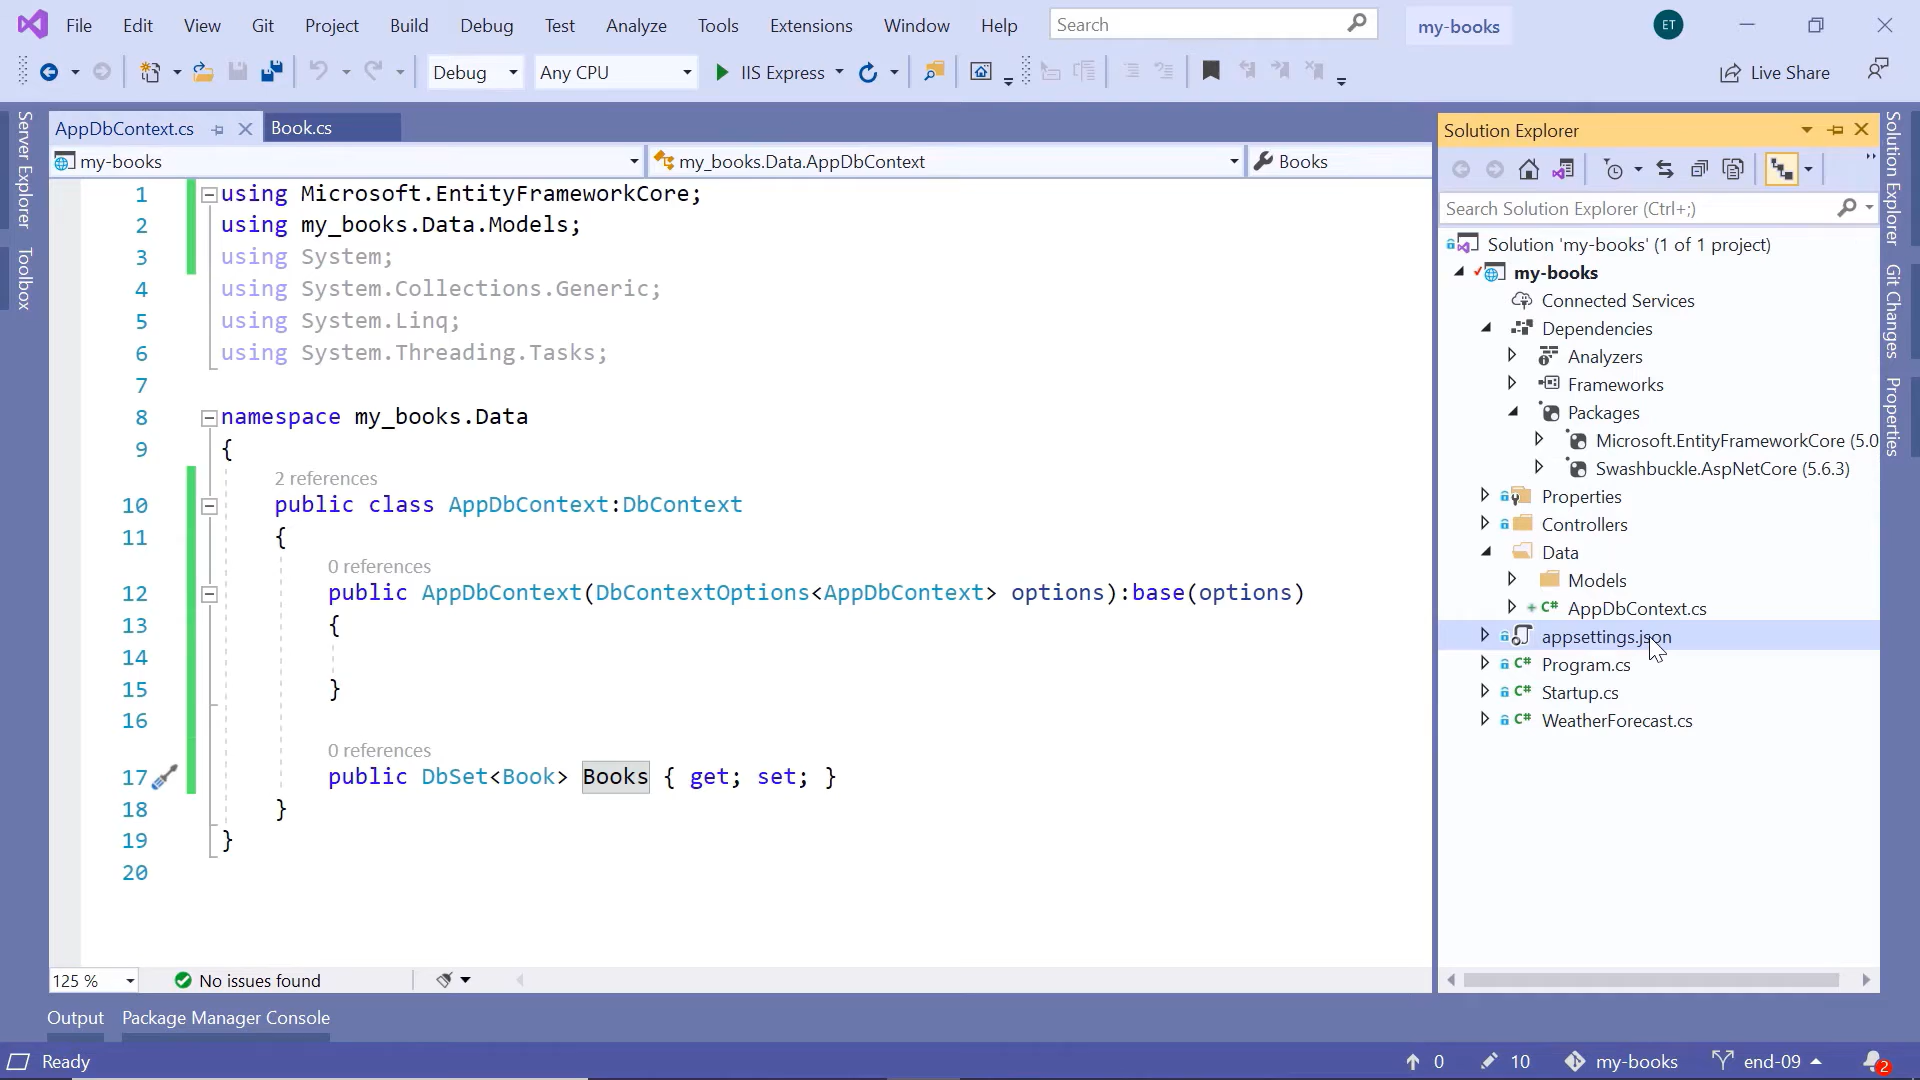 File Edit View Git Project Build Debug Test Analyze Tools Extensions Window Help Search my-books ET
Debug Any CPU IIS Express Live Share
Server Explorer
Toolbox
AppDbContext.cs Book.cs
my-books my_books.Data.AppDbContext Books
1 using Microsoft.EntityFrameworkCore;
2 using my_books.Data.Models;
3 using System;
4 using System.Collections.Generic;
5 using System.Linq;
6 using System.Threading.Tasks;
7
8 namespace my_books.Data
9 {
2 references
10 public class AppDbContext:DbContext
11 {
0 references
12 public AppDbContext(DbContextOptions<AppDbContext> options):base(options)
13 {
14
15 }
16
0 references
17 public DbSet<Book> Books { get; set; }
18 }
19 }
20
125 % No issues found
Solution Explorer
Search Solution Explorer (Ctrl+;)
Solution 'my-books' (1 of 1 project)
my-books
Connected Services
Dependencies
Analyzers
Frameworks
Packages
Microsoft.EntityFrameworkCore (5.0
Swashbuckle.AspNetCore (5.6.3)
Properties
Controllers
Data
Models
AppDbContext.cs
appsettings.json
Program.cs
Startup.cs
WeatherForecast.cs
Solution Explorer
Git Changes
Properties
Output Package Manager Console
Ready 0 10 my-books end-09 2